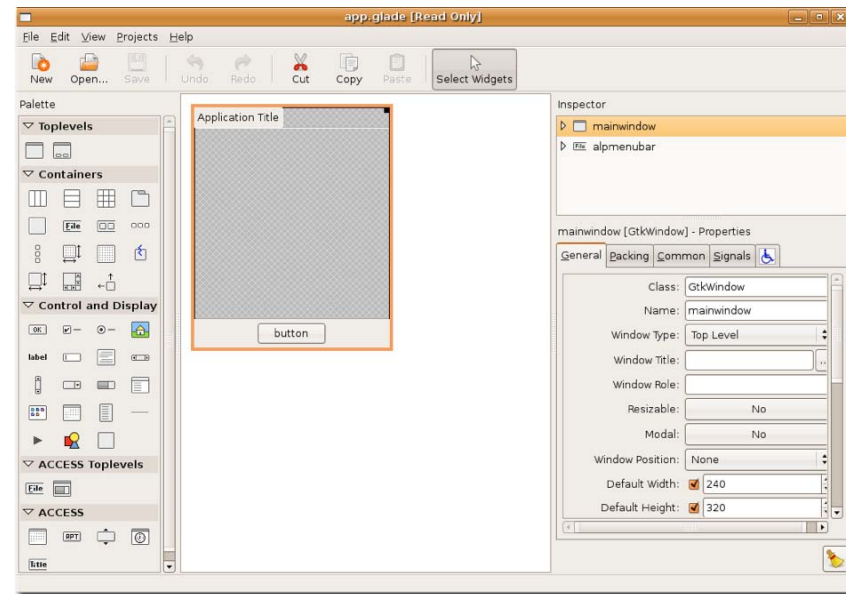 app.glade [Read Only]
File Edit View Projects Help
New Open... Save Undo Redo Cut Copy Paste Select Widgets
Palette
Toplevels
Containers
File
Control and Display
OK
label
ACCESS Toplevels
File
ACCESS
RPT
Title
Application Title
button
Inspector
mainwindow
File alpmenubar
mainwindow [GtkWindow] - Properties
General Packing Common Signals
Class: GtkWindow
Name: mainwindow
Window Type: Top Level
Window Title: ..
Window Role:
Resizable: No
Modal: No
Window Position: None
Default Width: 240
Default Height: 320